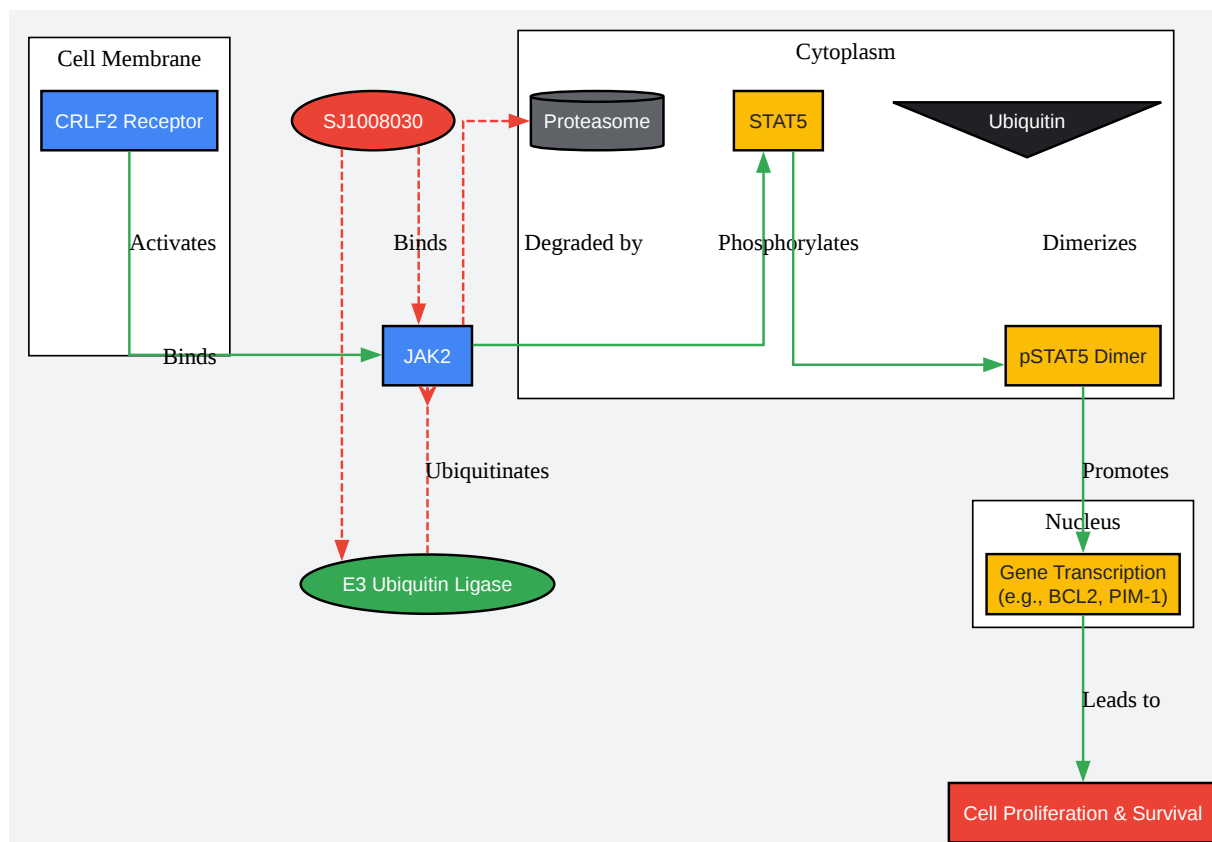 Cell Membrane
Cytoplasm
CRLF2 Receptor
SJ1008030
Proteasome
STAT5
Ubiquitin
Activates
Binds
Degraded by
Phosphorylates
Dimerizes
Binds
JAK2
pSTAT5 Dimer
Ubiquitinates
Promotes
Nucleus
E3 Ubiquitin Ligase
Gene Transcription
(e.g., BCL2, PIM-1)
Leads to
Cell Proliferation & Survival